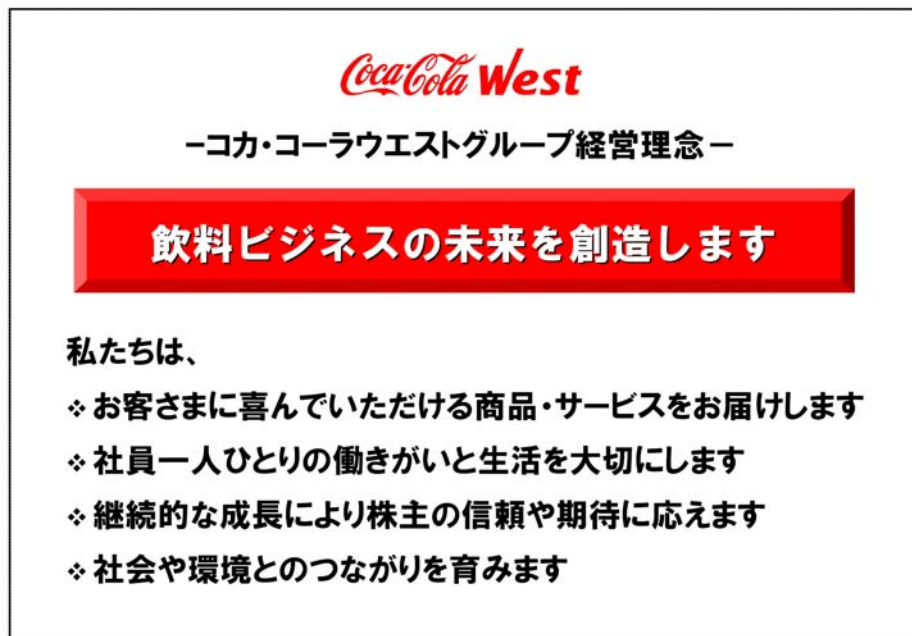 Coca-Cola West
－コカ・コーラウエストグループ経営理念－
飲料ビジネスの未来を創造します
私たちは、
❖お客さまに喜んでいただける商品・サービスをお届けします
❖社員一人ひとりの働きがいと生活を大切にします
❖継続的な成長により株主の信頼や期待に応えます
❖社会や環境とのつながりを育みます